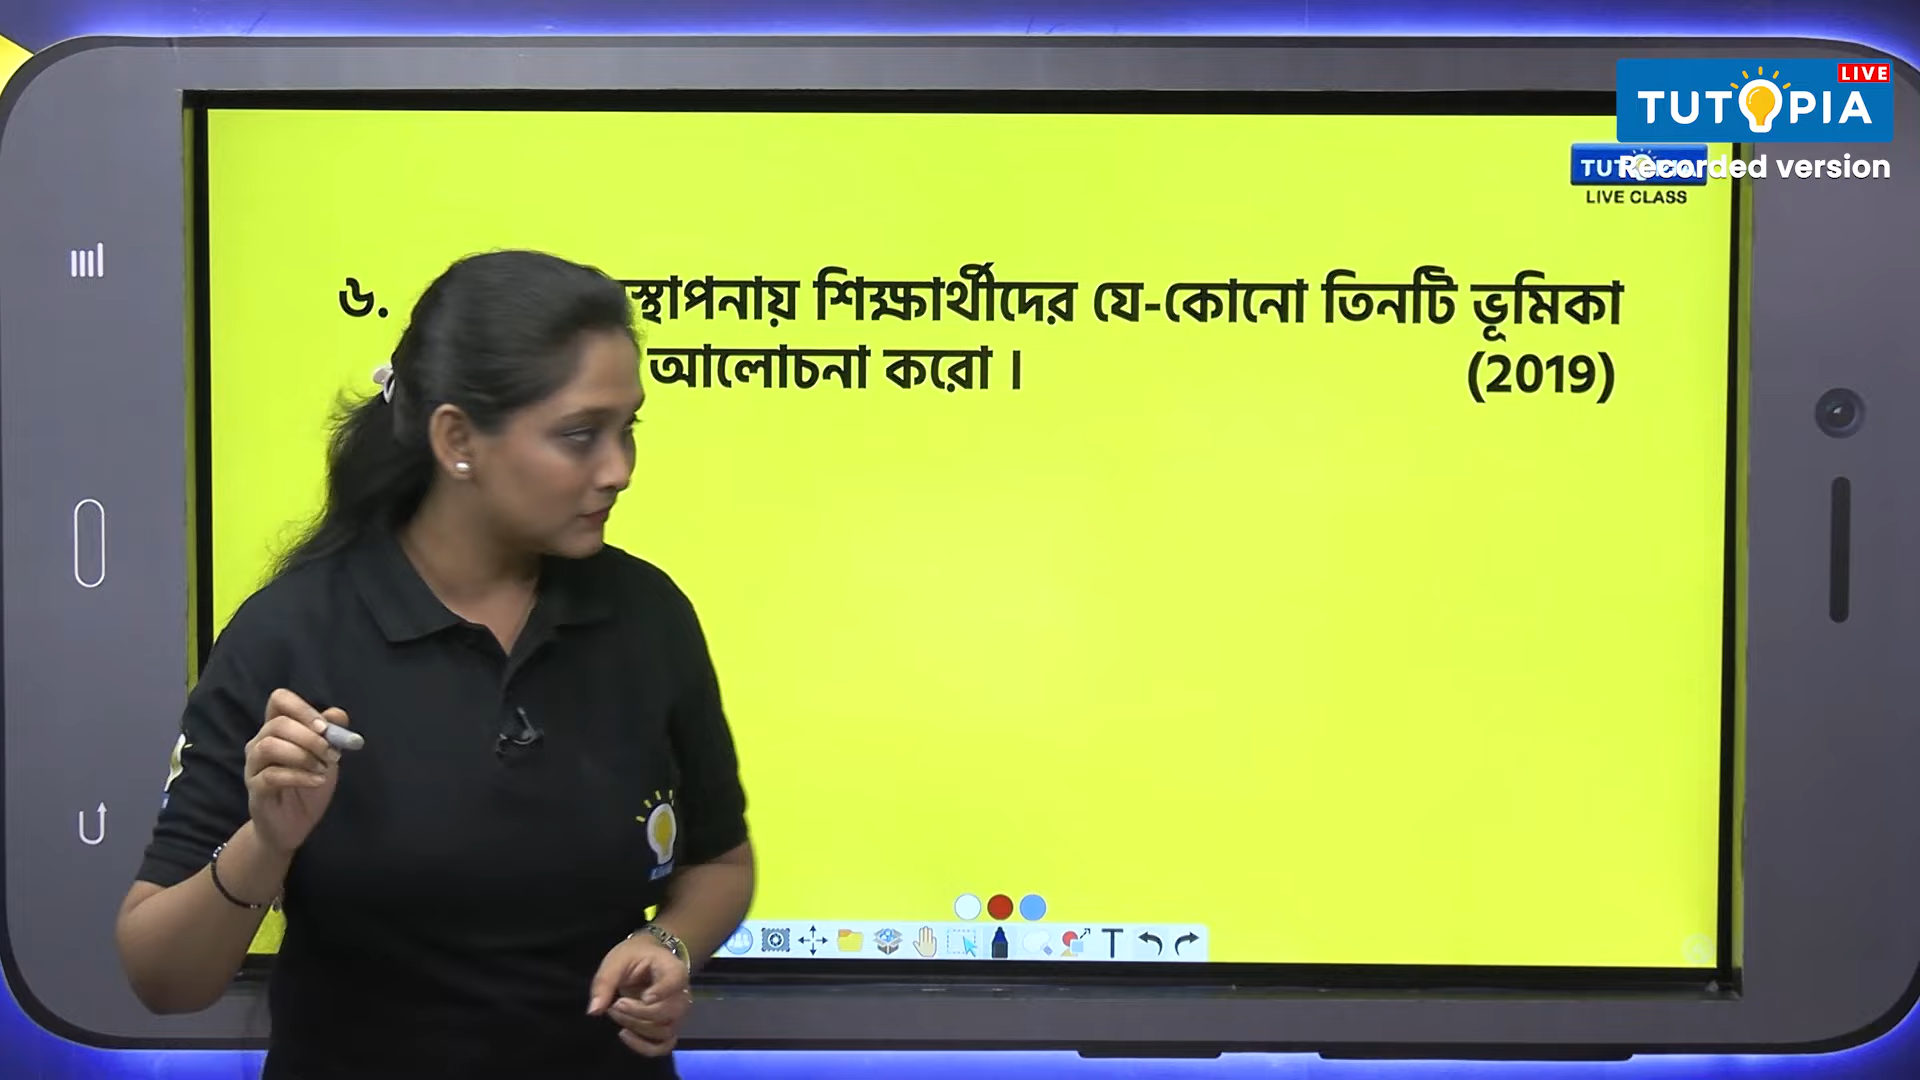 LIVE
TUTOPIA
Recorded version
LIVE CLASS
৬. স্থাপনায় শিক্ষার্থীদের যে-কোনো তিনটি ভূমিকা
আলোচনা করো।
(2019)
T